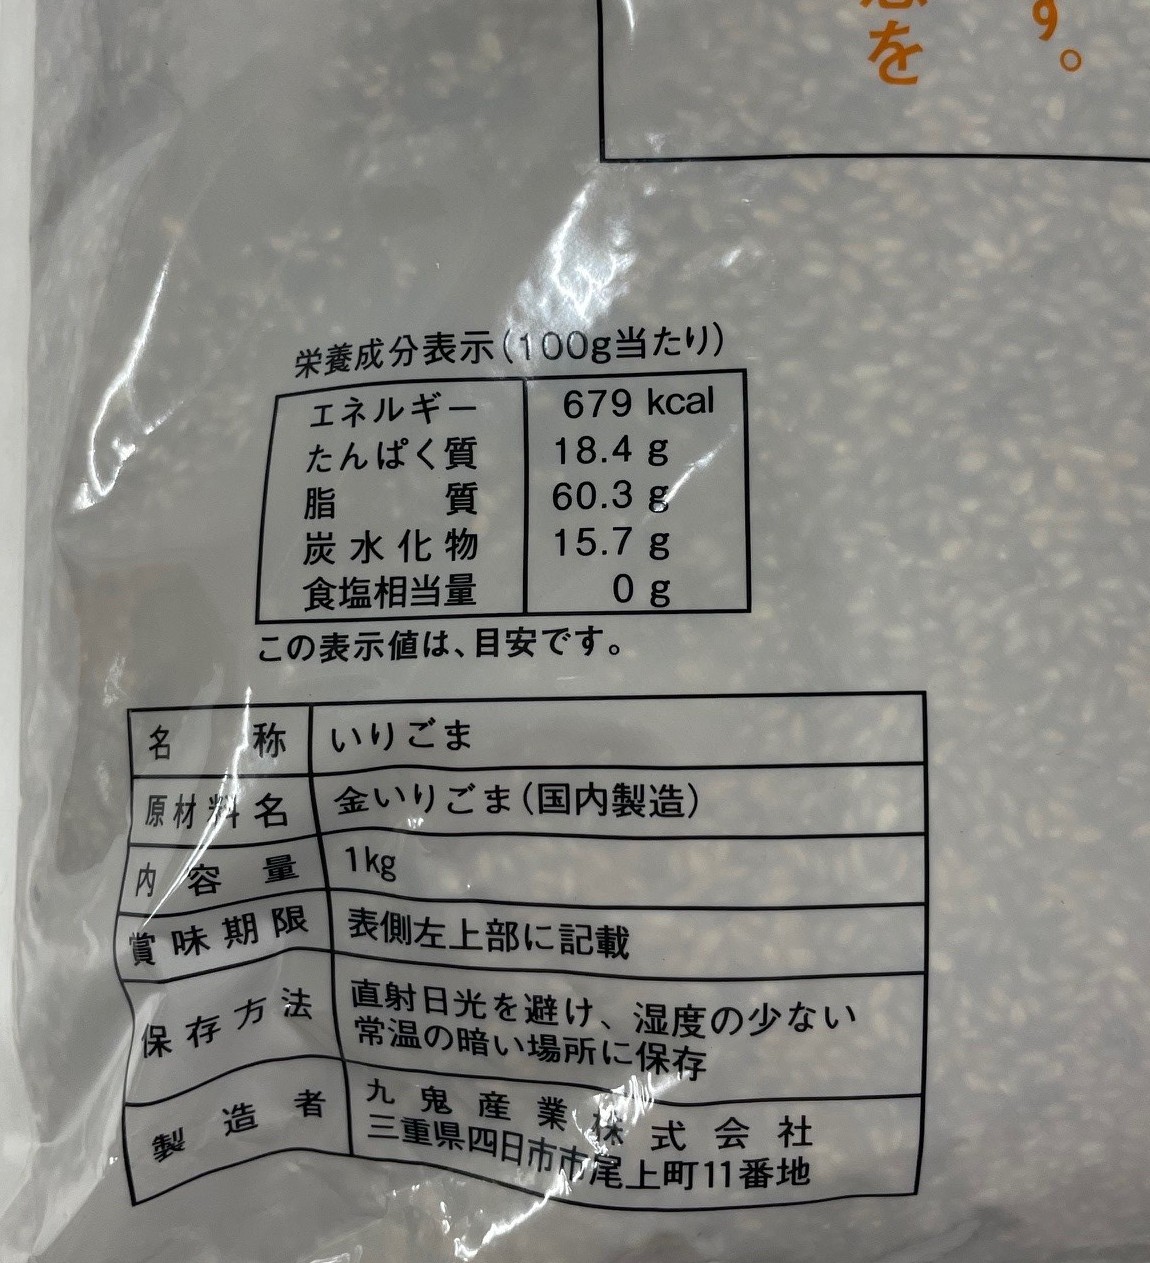 を
す。
栄養成分表示(100g当たり)
エネルギー 679 kcal
たんぱく質 18.4 g
脂質 60.3 g
炭水化物 15.7 g
食塩相当量 0 g
この表示値は、目安です。
名称 いりごま
原材料名 金いりごま(国内製造)
内容量 1kg
賞味期限 表側左上部に記載
保存方法 直射日光を避け、湿度の少ない
常温の暗い場所に保存
製造者 九鬼産業株式会社
三重県四日市市尾上町11番地